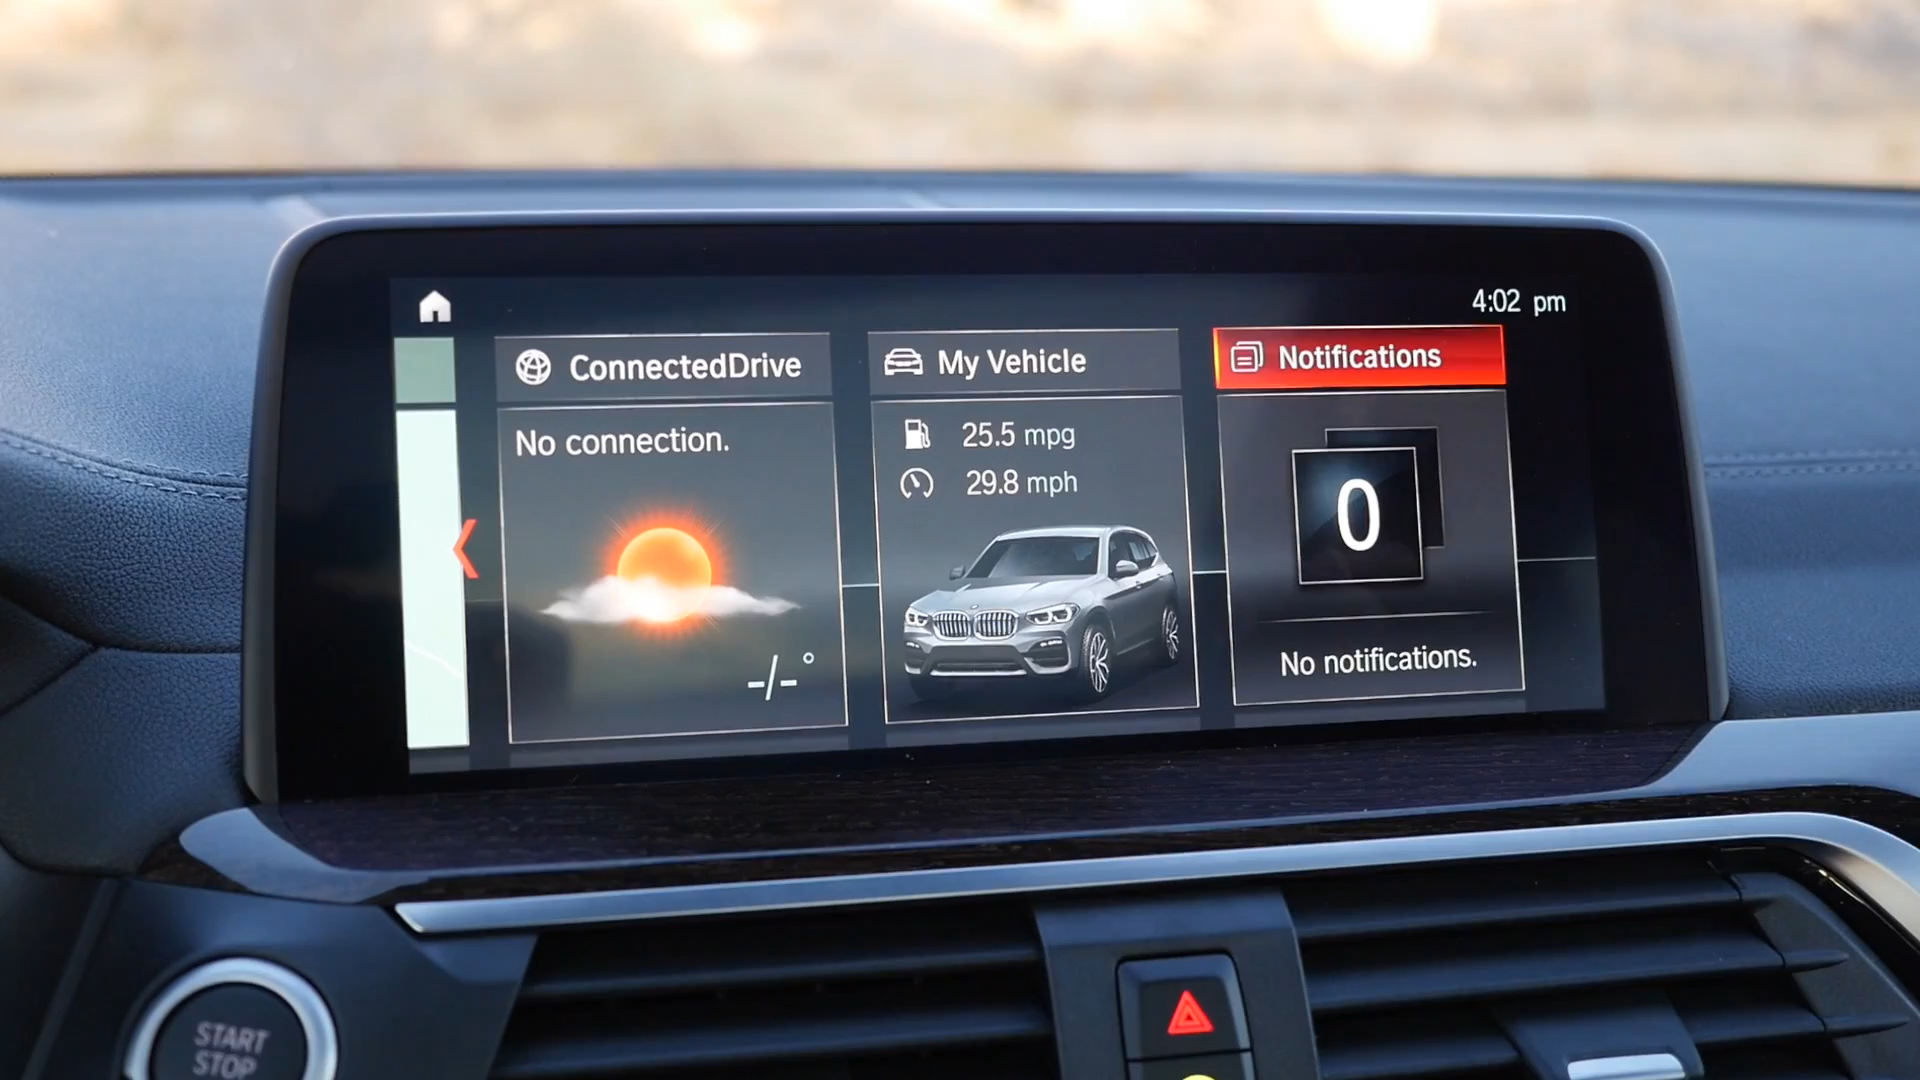 4:02 pm
ConnectedDrive
No connection.
-/-°
My Vehicle
25.5 mpg
29.8 mph
Notifications
0
No notifications.
START
STOP